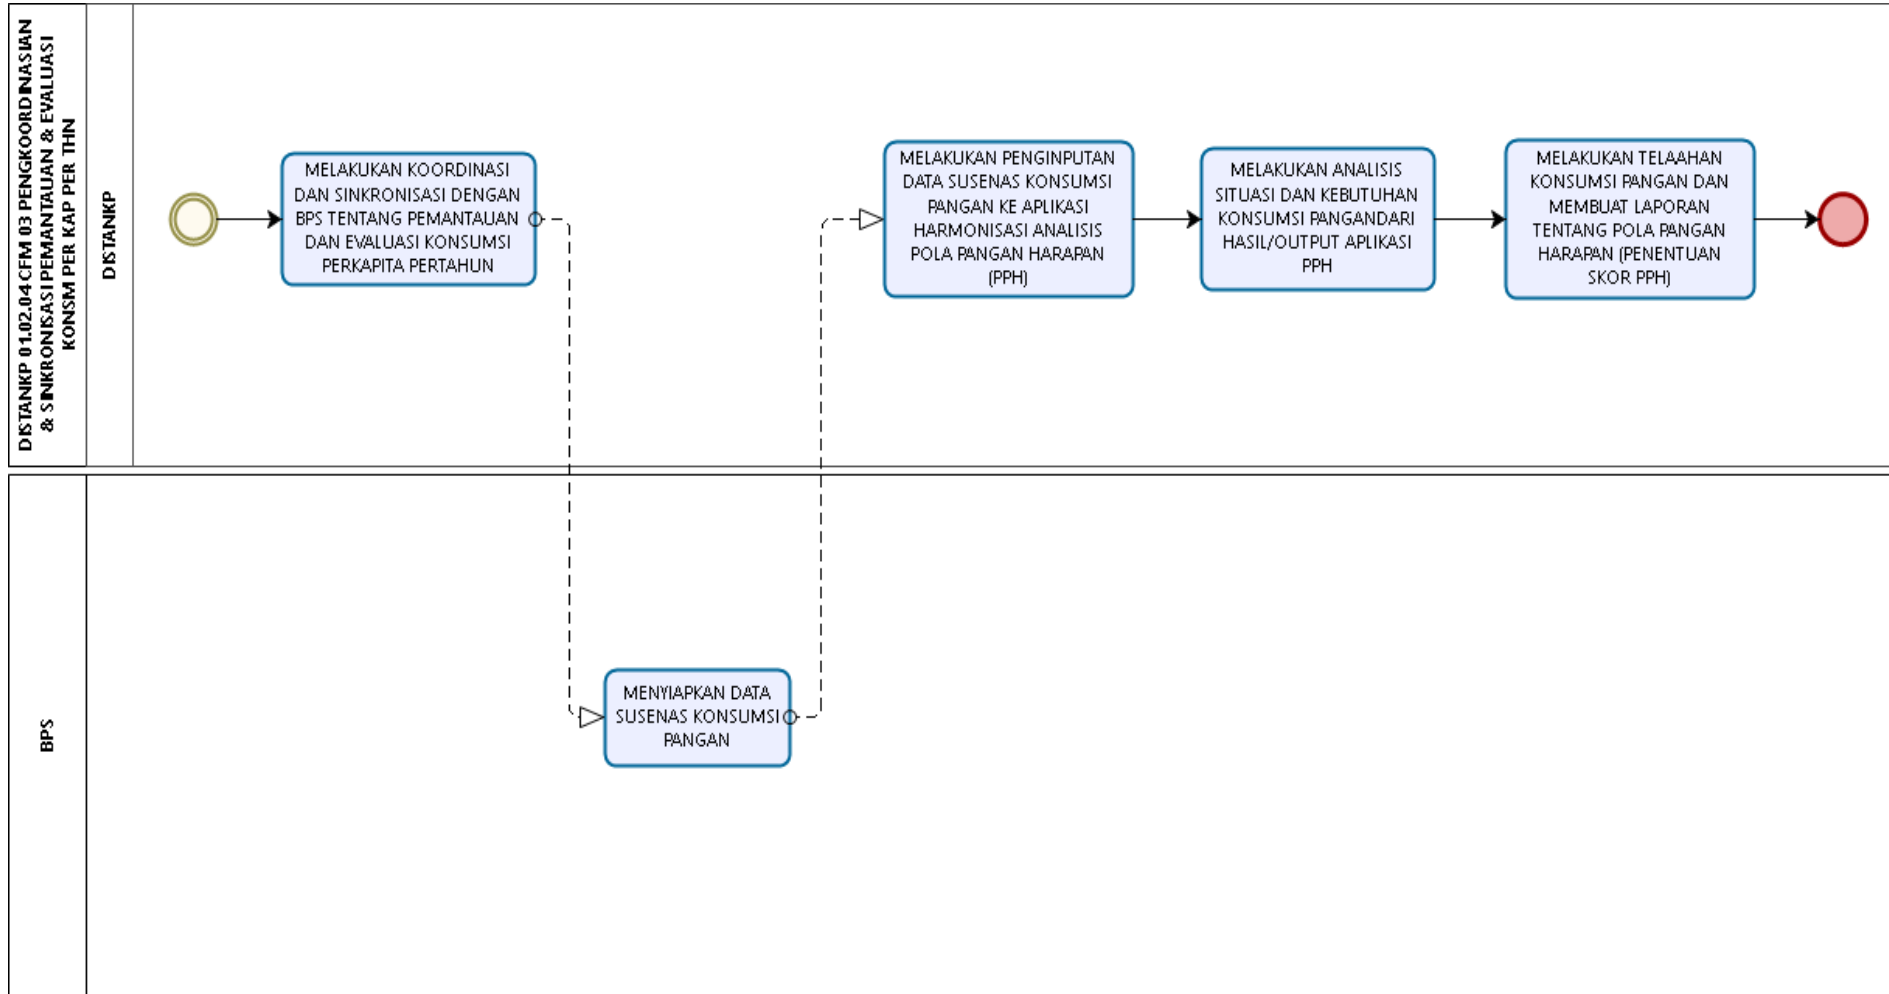 DISTANKP 01.02.04 CFM 03 PENGKOORDINASIAN
& SINKRONISASI PEMANTAUAN & EVALUASI
KONSM PER KAP PER THN
DISTANKP
MELAKUKAN KOORDINASI
DAN SINKRONISASI DENGAN
BPS TENTANG PEMANTAUAN
DAN EVALUASI KONSUMSI
PERKAPITA PERTAHUN
MELAKUKAN PENGINPUTAN
DATA SUSENAS KONSUMSI
PANGAN KE APLIKASI
HARMONISASI ANALISIS
POLA PANGAN HARAPAN
(PPH)
MELAKUKAN ANALISIS
SITUASI DAN KEBUTUHAN
KONSUMSI PANGANDARI
HASIL/OUTPUT APLIKASI
PPH
MELAKUKAN TELAAHAN
KONSUMSI PANGAN DAN
MEMBUAT LAPORAN
TENTANG POLA PANGAN
HARAPAN (PENENTUAN
SKOR PPH)
BPS
MENYIAPKAN DATA
SUSENAS KONSUMSI
PANGAN